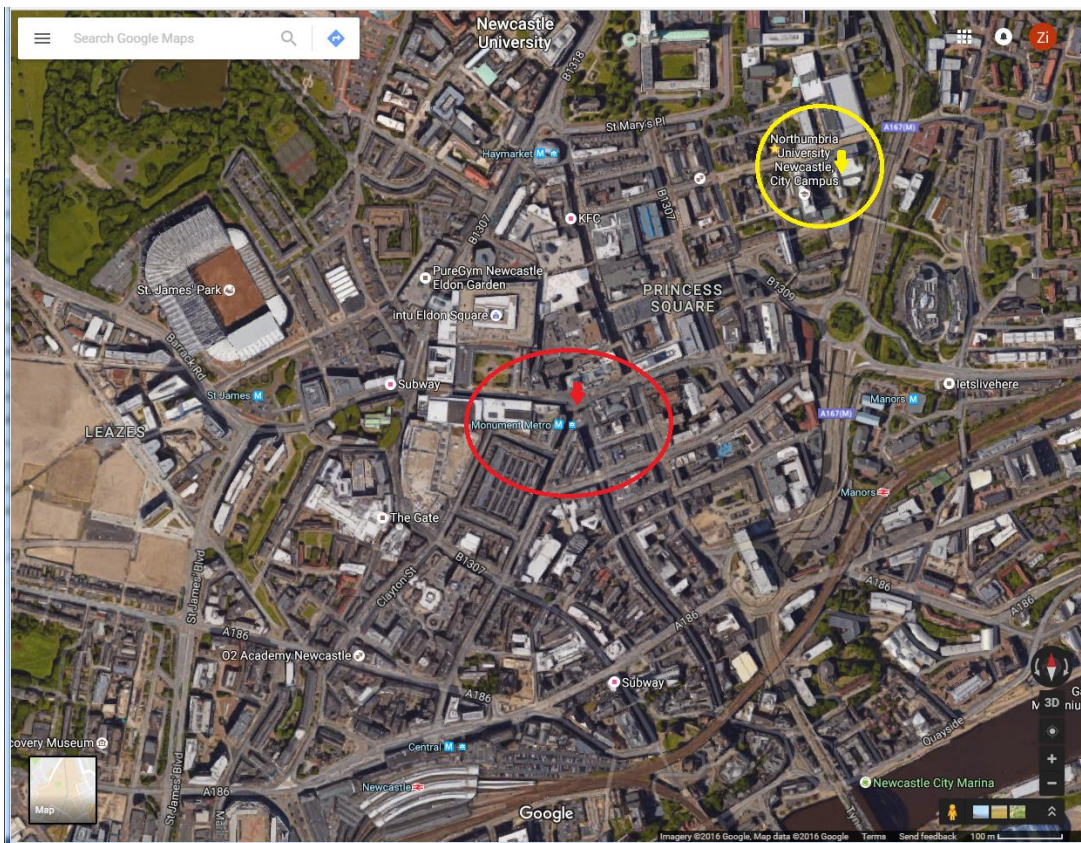 Search Google Maps
Zi
Newcastle
University
B1318
St Mary's Pl
A167(M)
Haymarket M
Northumbria
University
Newcastle,
City Campus
B1307
B1307
KFC
PureGym Newcastle
Eldon Garden
PRINCESS
SQUARE
B1309
St. James' Park
intu Eldon Square
Barrack Rd
Subway
letslivehere
St James M
Manors M
A167(M)
LEAZES
Monument Metro M
Manors
The Gate
B1307
Clayton St
St James' Blvd
A186
A186
A186
O2 Academy Newcastle
A186
Subway
3D
Quayside
covery Museum
Central M
St James' Blvd
Newcastle
A186
Newcastle City Marina
Map
Google
Tyn
Imagery ©2016 Google, Map data ©2016 Google Terms Send feedback 100 m